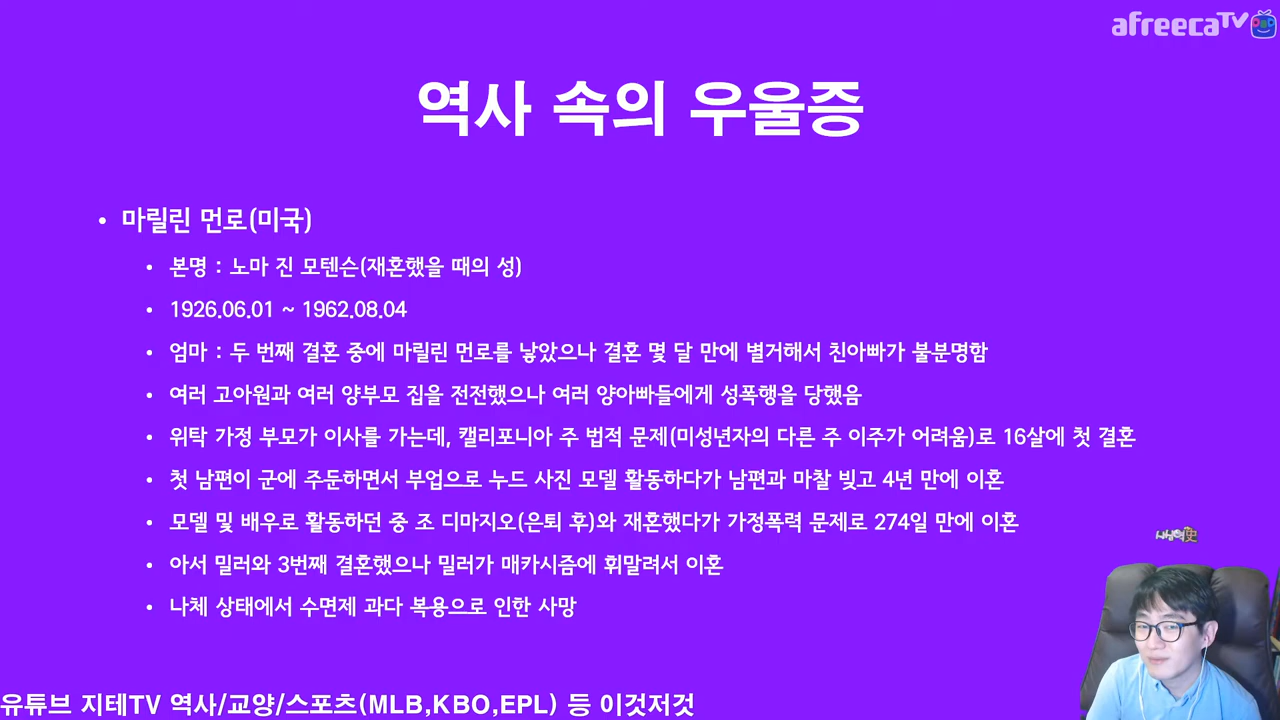 afreecaTV
역사 속의 우울증
• 마릴린 먼로(미국)
• 본명 : 노마 진 모텐슨(재혼했을 때의 성)
• 1926.06.01 ~ 1962.08.04
• 엄마 : 두 번째 결혼 중에 마릴린 먼로를 낳았으나 결혼 몇 달 만에 별거해서 친아빠가 불분명함
• 여러 고아원과 여러 양부모 집을 전전했으나 여러 양아빠들에게 성폭행을 당했음
• 위탁 가정 부모가 이사를 가는데, 캘리포니아 주 법적 문제(미성년자의 다른 주 이주가 어려움)로 16살에 첫 결혼
• 첫 남편이 군에 주둔하면서 부업으로 누드 사진 모델 활동하다가 남편과 마찰 빚고 4년 만에 이혼
• 모델 및 배우로 활동하던 중 조 디마지오(은퇴 후)와 재혼했다가 가정폭력 문제로 274일 만에 이혼
• 아서 밀러와 3번째 결혼했으나 밀러가 매카시즘에 휘말려서 이혼
• 나체 상태에서 수면제 과다 복용으로 인한 사망
유튜브 지테TV 역사/교양/스포츠(MLB,KBO,EPL) 등 이것저것